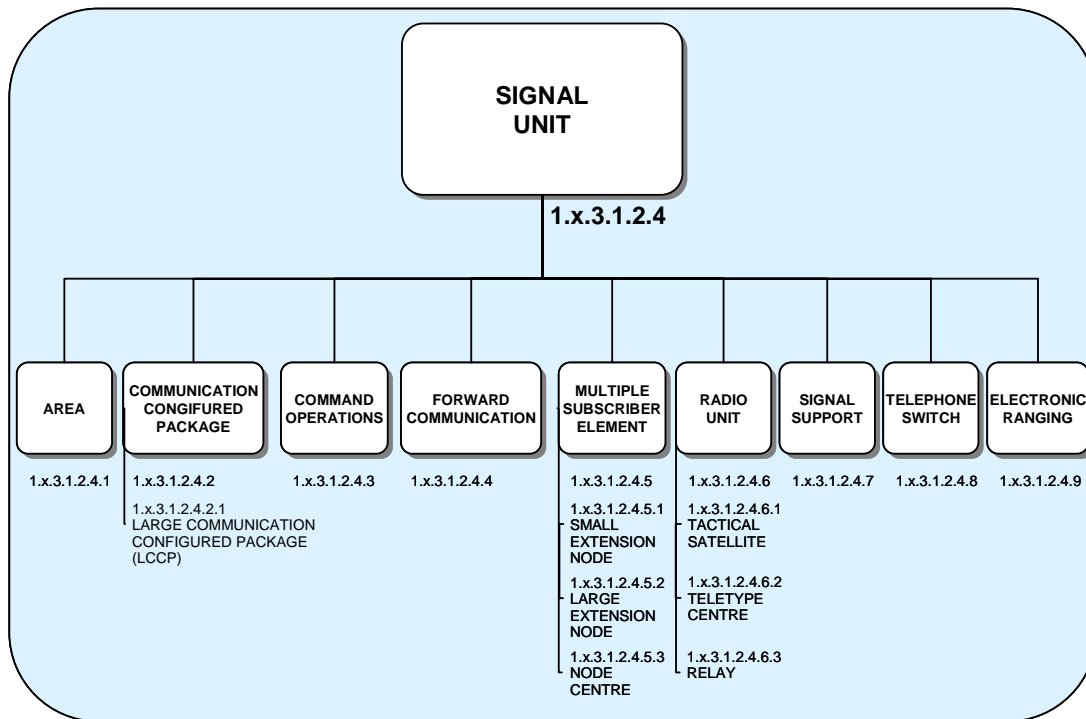 SIGNAL
UNIT
1.x.3.1.2.4
AREA
1.x.3.1.2.4.1
COMMUNICATION
CONGIFURED
PACKAGE
1.x.3.1.2.4.2
1.x.3.1.2.4.2.1
LARGE COMMUNICATION
CONFIGURED PACKAGE
(LCCP)
COMMAND
OPERATIONS
1.x.3.1.2.4.3
FORWARD
COMMUNICATION
1.x.3.1.2.4.4
MULTIPLE
SUBSCRIBER
ELEMENT
1.x.3.1.2.4.5
1.x.3.1.2.4.5.1
SMALL
EXTENSION
NODE
1.x.3.1.2.4.5.2
LARGE
EXTENSION
NODE
1.x.3.1.2.4.5.3
NODE
CENTRE
RADIO
UNIT
1.x.3.1.2.4.6
1.x.3.1.2.4.6.1
TACTICAL
SATELLITE
1.x.3.1.2.4.6.2
TELETYPE
CENTRE
1.x.3.1.2.4.6.3
RELAY
SIGNAL
SUPPORT
1.x.3.1.2.4.7
TELEPHONE
SWITCH
1.x.3.1.2.4.8
ELECTRONIC
RANGING
1.x.3.1.2.4.9